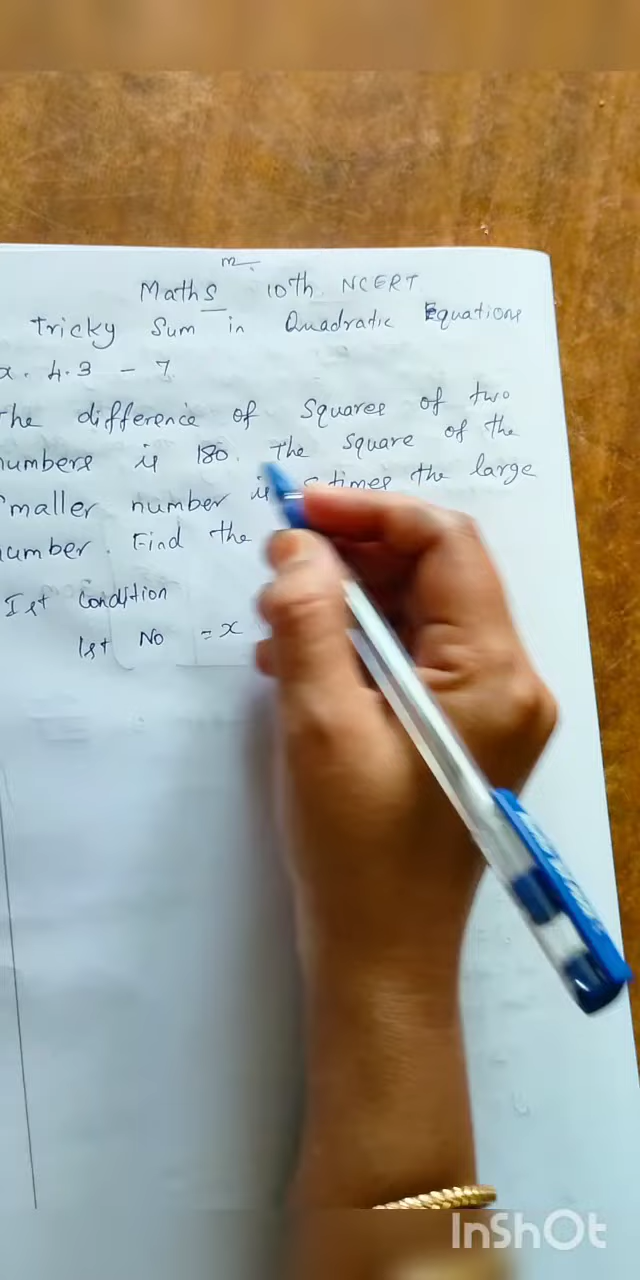 m.
Maths 10th NCERT
Tricky Sum in Quadratic Equations
x. 4.3 - 7
The difference of Squares of two
numbers is 180. The square of the
Smaller number is times the large
number. Find the
Ist Condition
Ist No = x
InShOt